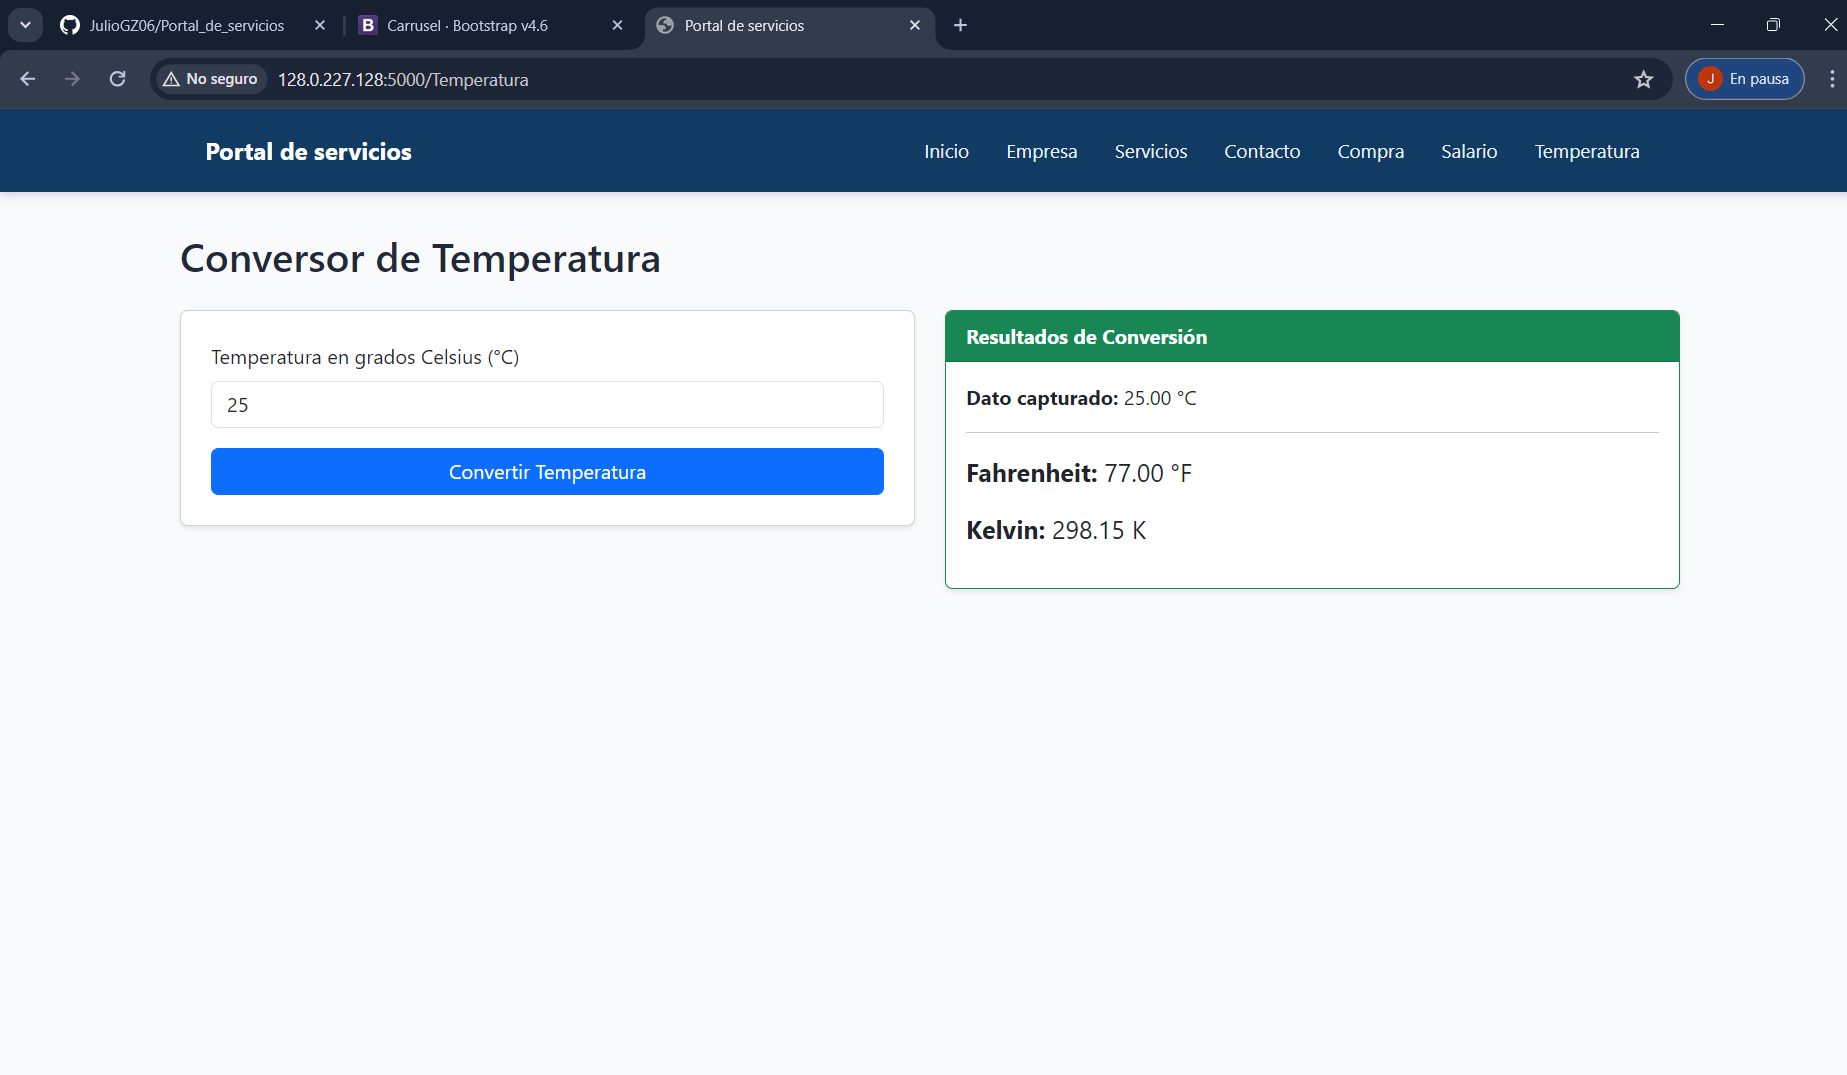 JulioGZ06/Portal_de_servicios
B Carrusel · Bootstrap v4.6
Portal de servicios
No seguro 128.0.227.128:5000/Temperatura
J En pausa
Portal de servicios
Inicio Empresa Servicios Contacto Compra Salario Temperatura
Conversor de Temperatura
Temperatura en grados Celsius (°C)
25
Convertir Temperatura
Resultados de Conversión
Dato capturado: 25.00 °C
Fahrenheit: 77.00 °F
Kelvin: 298.15 K